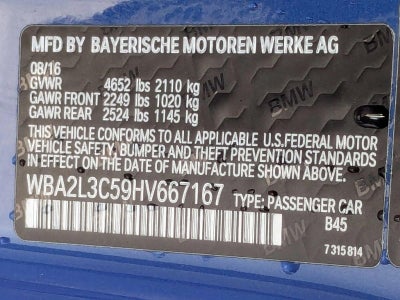 MFD BY BAYERISCHE MOTOREN WERKE AG
08/16
GVWR 4652 lbs 2110 kg
GAWR FRONT 2249 lbs 1020 kg
GAWR REAR 2524 lbs 1145 kg
THIS VEHICLE CONFORMS TO ALL APPLICABLE U.S.FEDERAL MOTOR
VEHICLE SAFETY, BUMPER, AND THEFT PREVENTION STANDARDS
IN EFFECT ON THE DATE OF MANUFACTURE SHOWN ABOVE.
WBA2L3C59HV667167 TYPE: PASSENGER CAR
B45
7 315 814
BMW
BMW
BMW